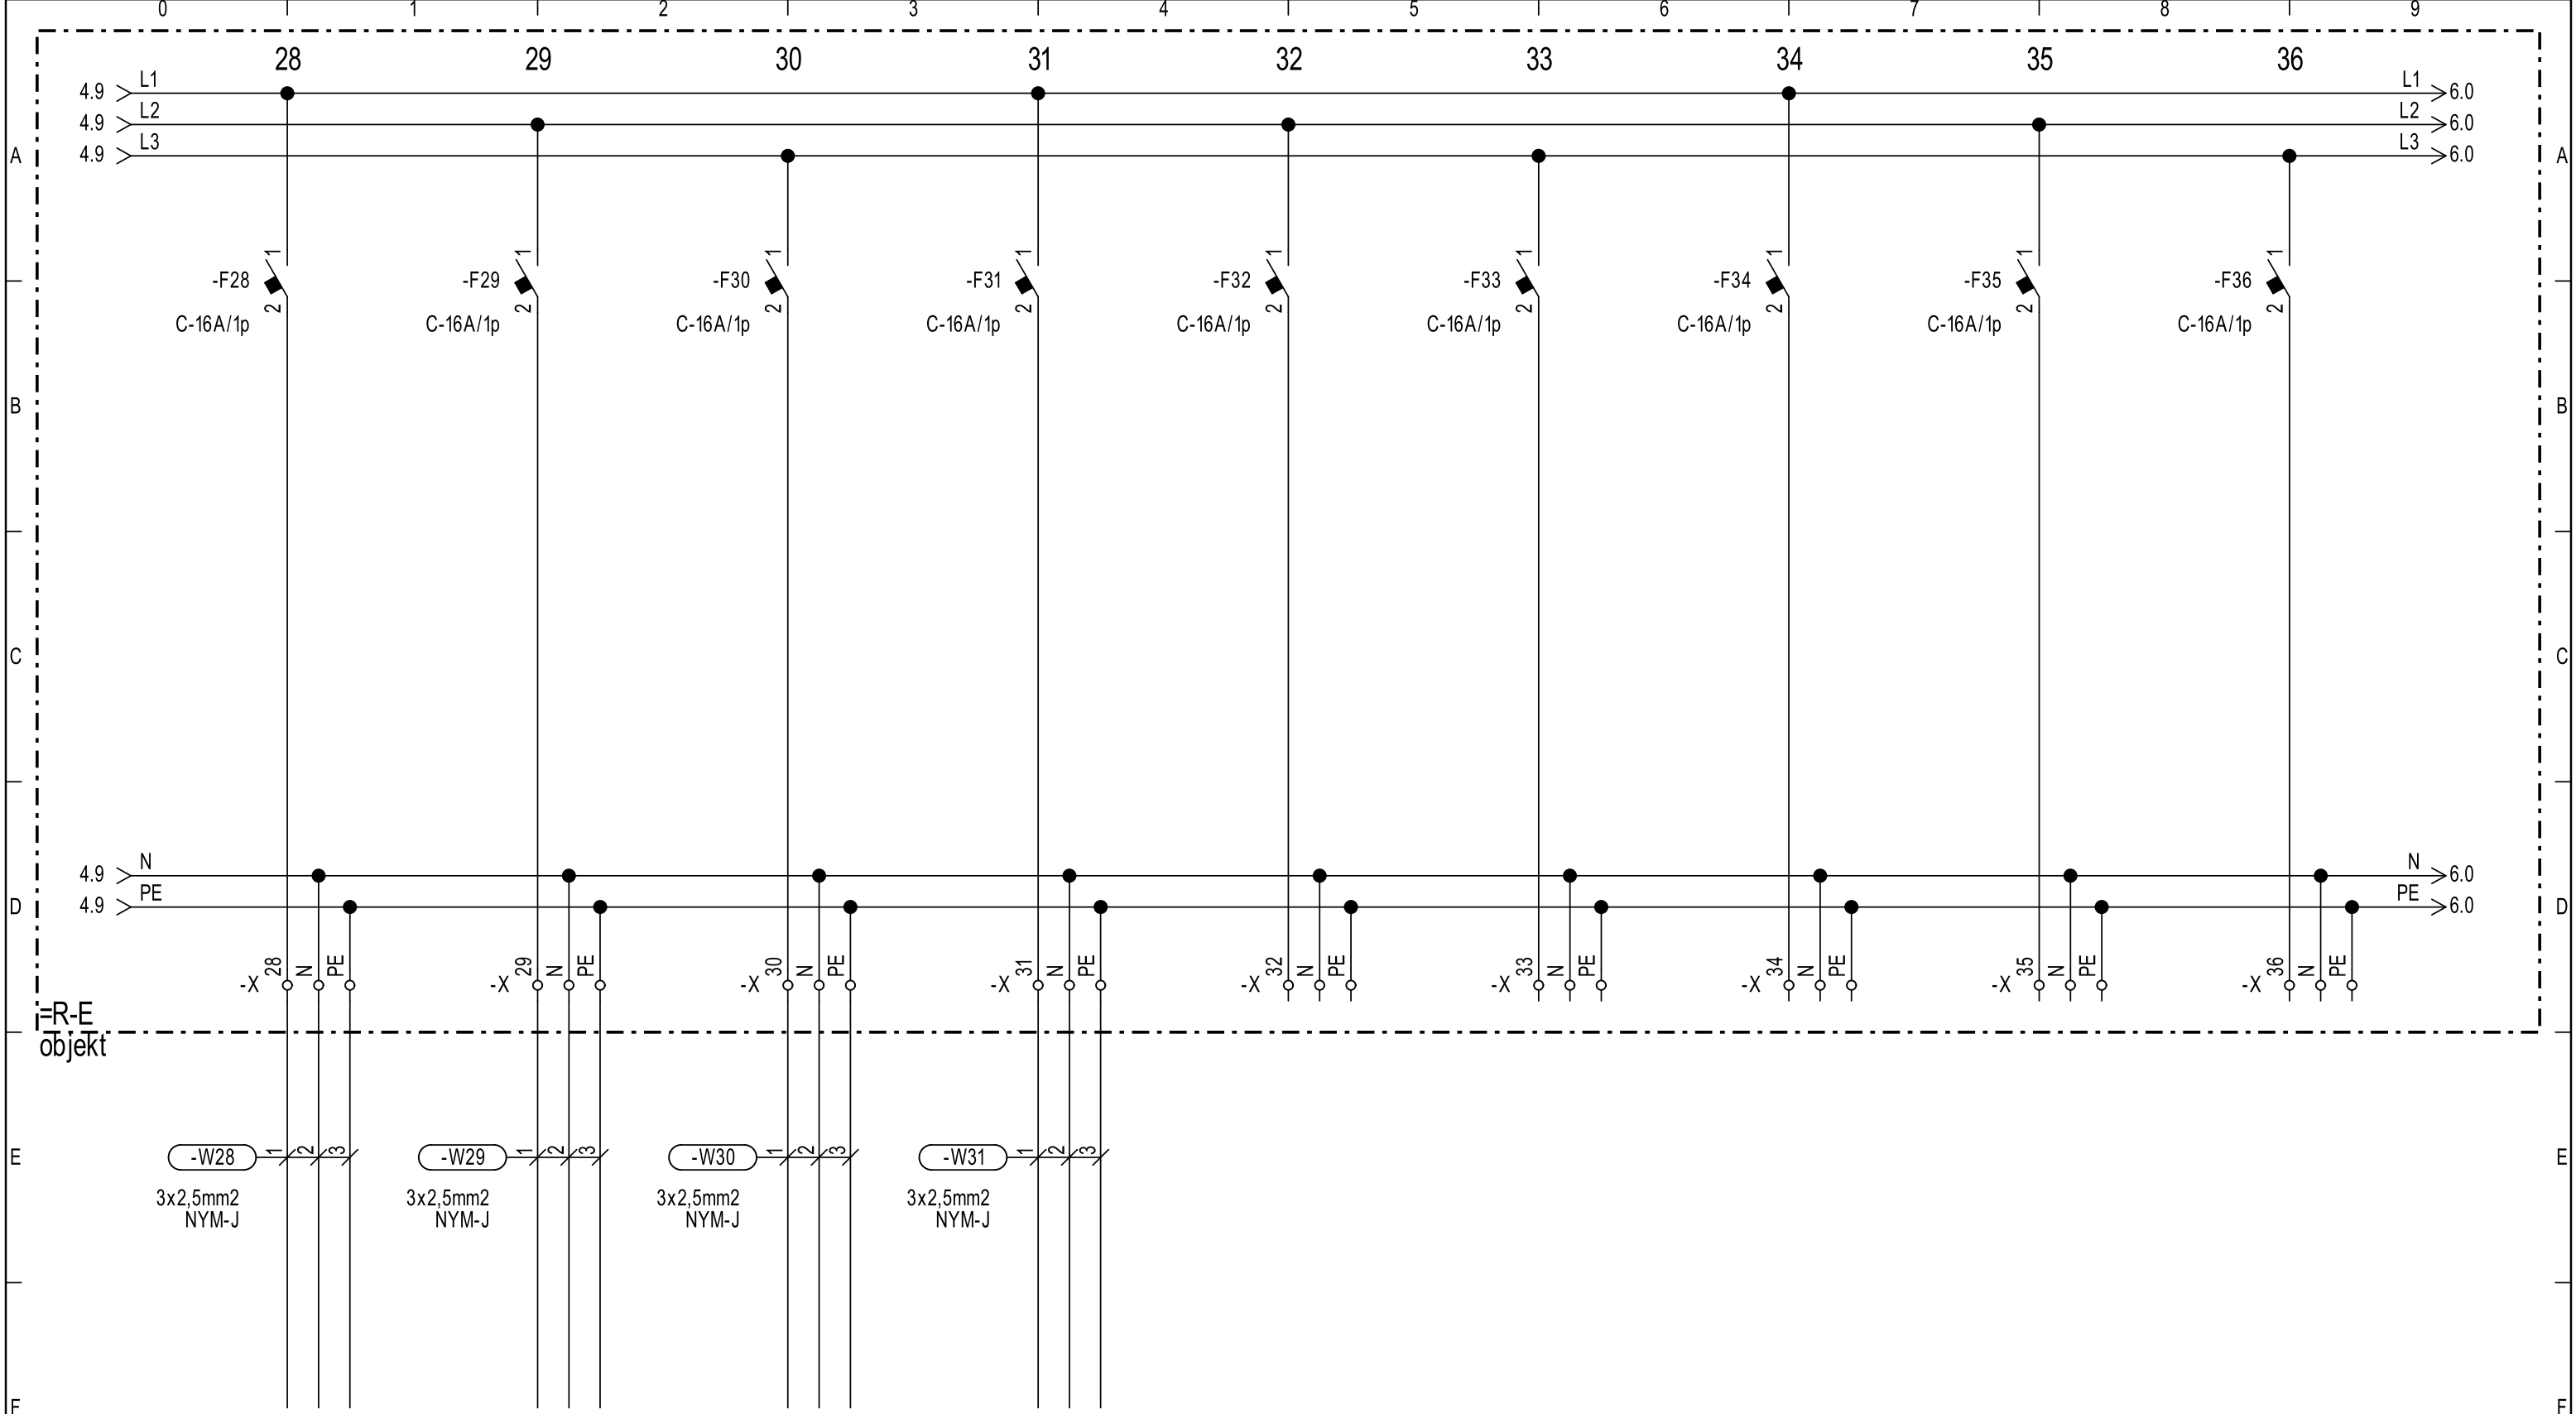 0 1 2 3 4 5 6 7 8 9
28 29 30 31 32 33 34 35 36
4.9 L1 L1 6.0
4.9 L2 L2 6.0
4.9 L3 L3 6.0
A A
1 1 1 1 1 1 1 1 1
-F28 -F29 -F30 -F31 -F32 -F33 -F34 -F35 -F36
2 2 2 2 2 2 2 2 2
C-16A/1p C-16A/1p C-16A/1p C-16A/1p C-16A/1p C-16A/1p C-16A/1p C-16A/1p C-16A/1p
B B
C C
4.9 N N 6.0
4.9 PE PE 6.0
D D
-X 28 N PE -X 29 N PE -X 30 N PE -X 31 N PE -X 32 N PE -X 33 N PE -X 34 N PE -X 35 N PE -X 36 N PE
=R-E
objekt
E -W28 1 2 3 -W29 1 2 3 -W30 1 2 3 -W31 1 2 3 E
3x2,5mm2 3x2,5mm2 3x2,5mm2 3x2,5mm2
NYM-J NYM-J NYM-J NYM-J
F F